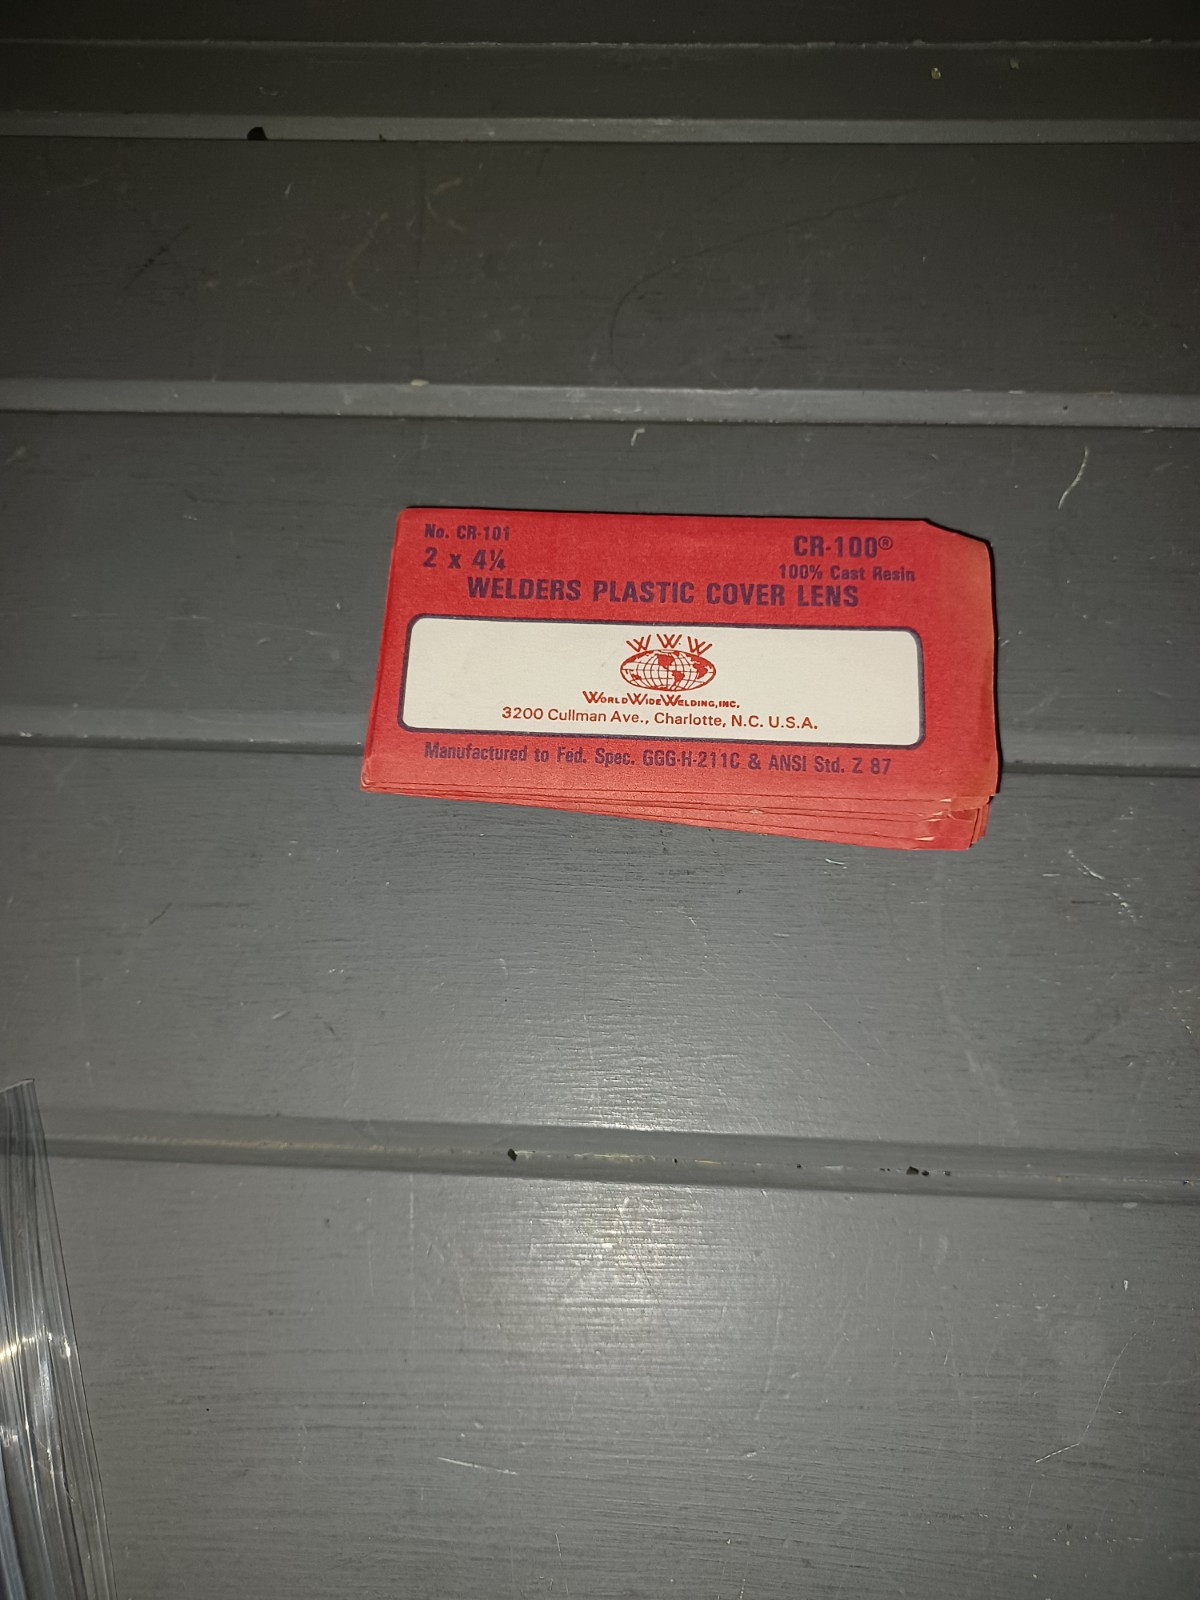 No. CR-101
2 x 4¼
CR-100®
100% Cast Resin
WELDERS PLASTIC COVER LENS
W W W
WORLDWIDEWELDING, INC.
3200 Cullman Ave., Charlotte, N.C. U.S.A.
Manufactured to Fed. Spec. GGG-H-211C & ANSI Std. Z 87